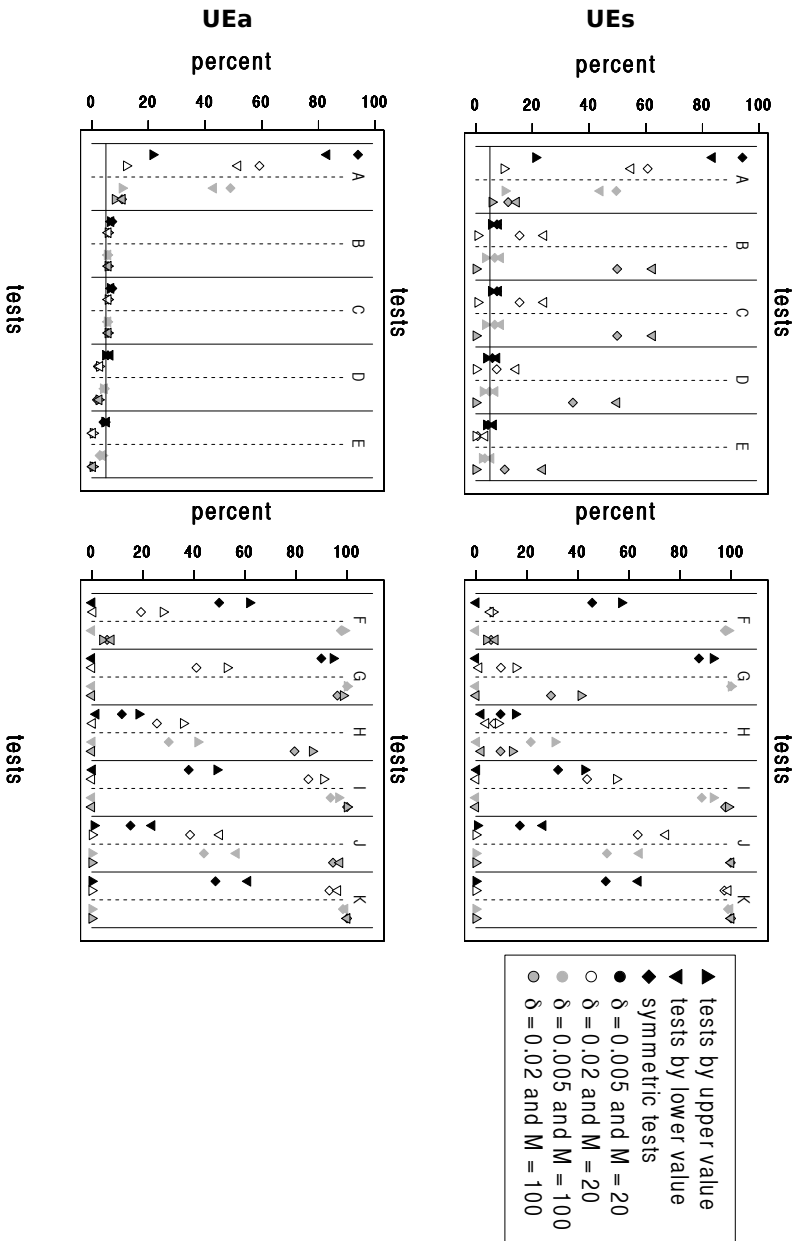 UEa
UEs
percent
percent
0 20 40 60 80 100
0 20 40 60 80 100
A
B
C
D
E
tests
A
B
C
D
E
tests
tests
percent
percent
0 20 40 60 80 100
0 20 40 60 80 100
F
G
H
I
J
K
tests
F
G
H
I
J
K
tests
tests
tests by upper value
tests by lower value
symmetric tests
δ = 0.005 and M = 20
δ = 0.02 and M = 20
δ = 0.005 and M = 100
δ = 0.02 and M = 100